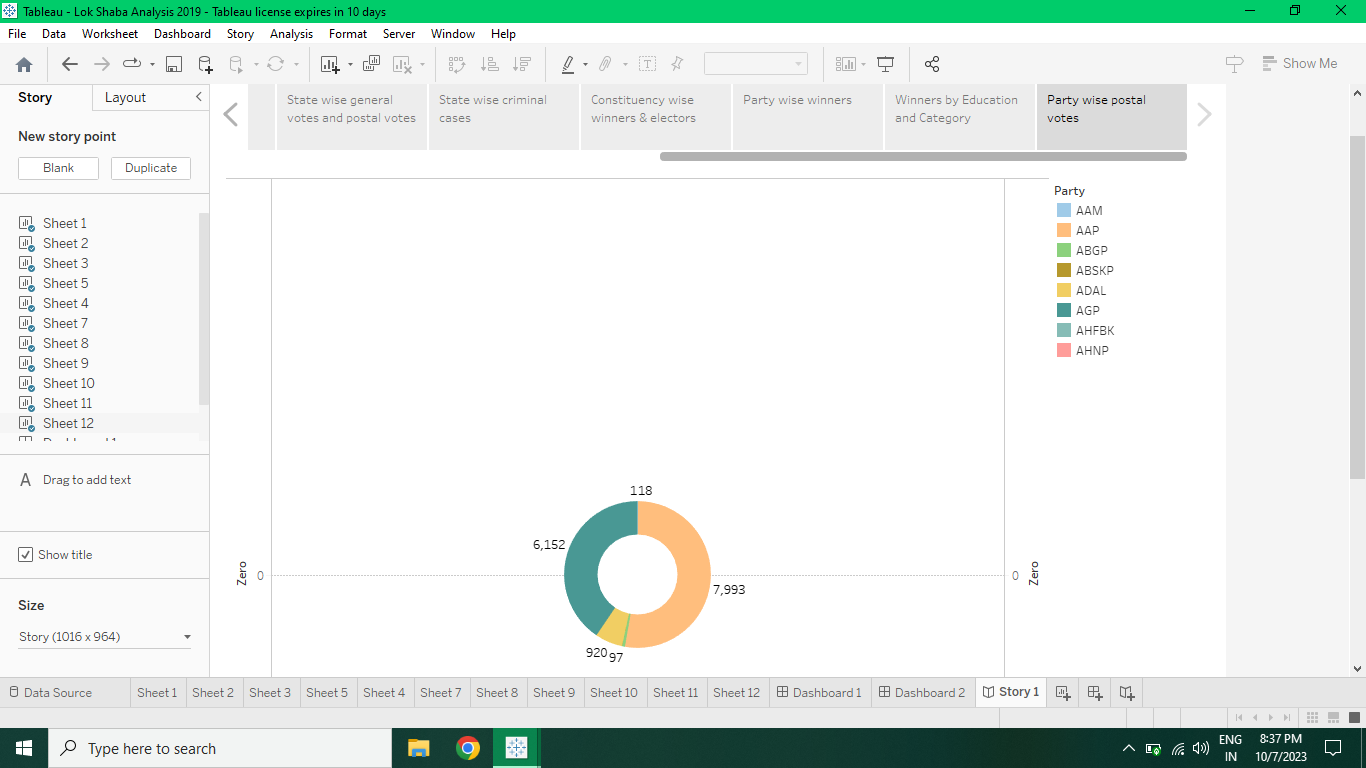 Tableau - Lok Shaba Analysis 2019 - Tableau license expires in 10 days
File Data Worksheet Dashboard Story Analysis Format Server Window Help
Show Me
Story Layout
New story point
Blank Duplicate
Sheet 1
Sheet 2
Sheet 3
Sheet 5
Sheet 4
Sheet 7
Sheet 8
Sheet 9
Sheet 10
Sheet 11
Sheet 12
A Drag to add text
Show title
Size
Story (1016 x 964)
State wise general
votes and postal votes
State wise criminal
cases
Constituency wise
winners & electors
Party wise winners
Winners by Education
and Category
Party wise postal
votes
Party
AAM
AAP
ABGP
ABSKP
ADAL
AGP
AHFBK
AHNP
118
6,152
7,993
920
97
Zero
0
0
Zero
Data Source Sheet 1 Sheet 2 Sheet 3 Sheet 5 Sheet 4 Sheet 7 Sheet 8 Sheet 9 Sheet 10 Sheet 11 Sheet 12 Dashboard 1 Dashboard 2 Story 1
Type here to search
ENG
IN
8:37 PM
10/7/2023